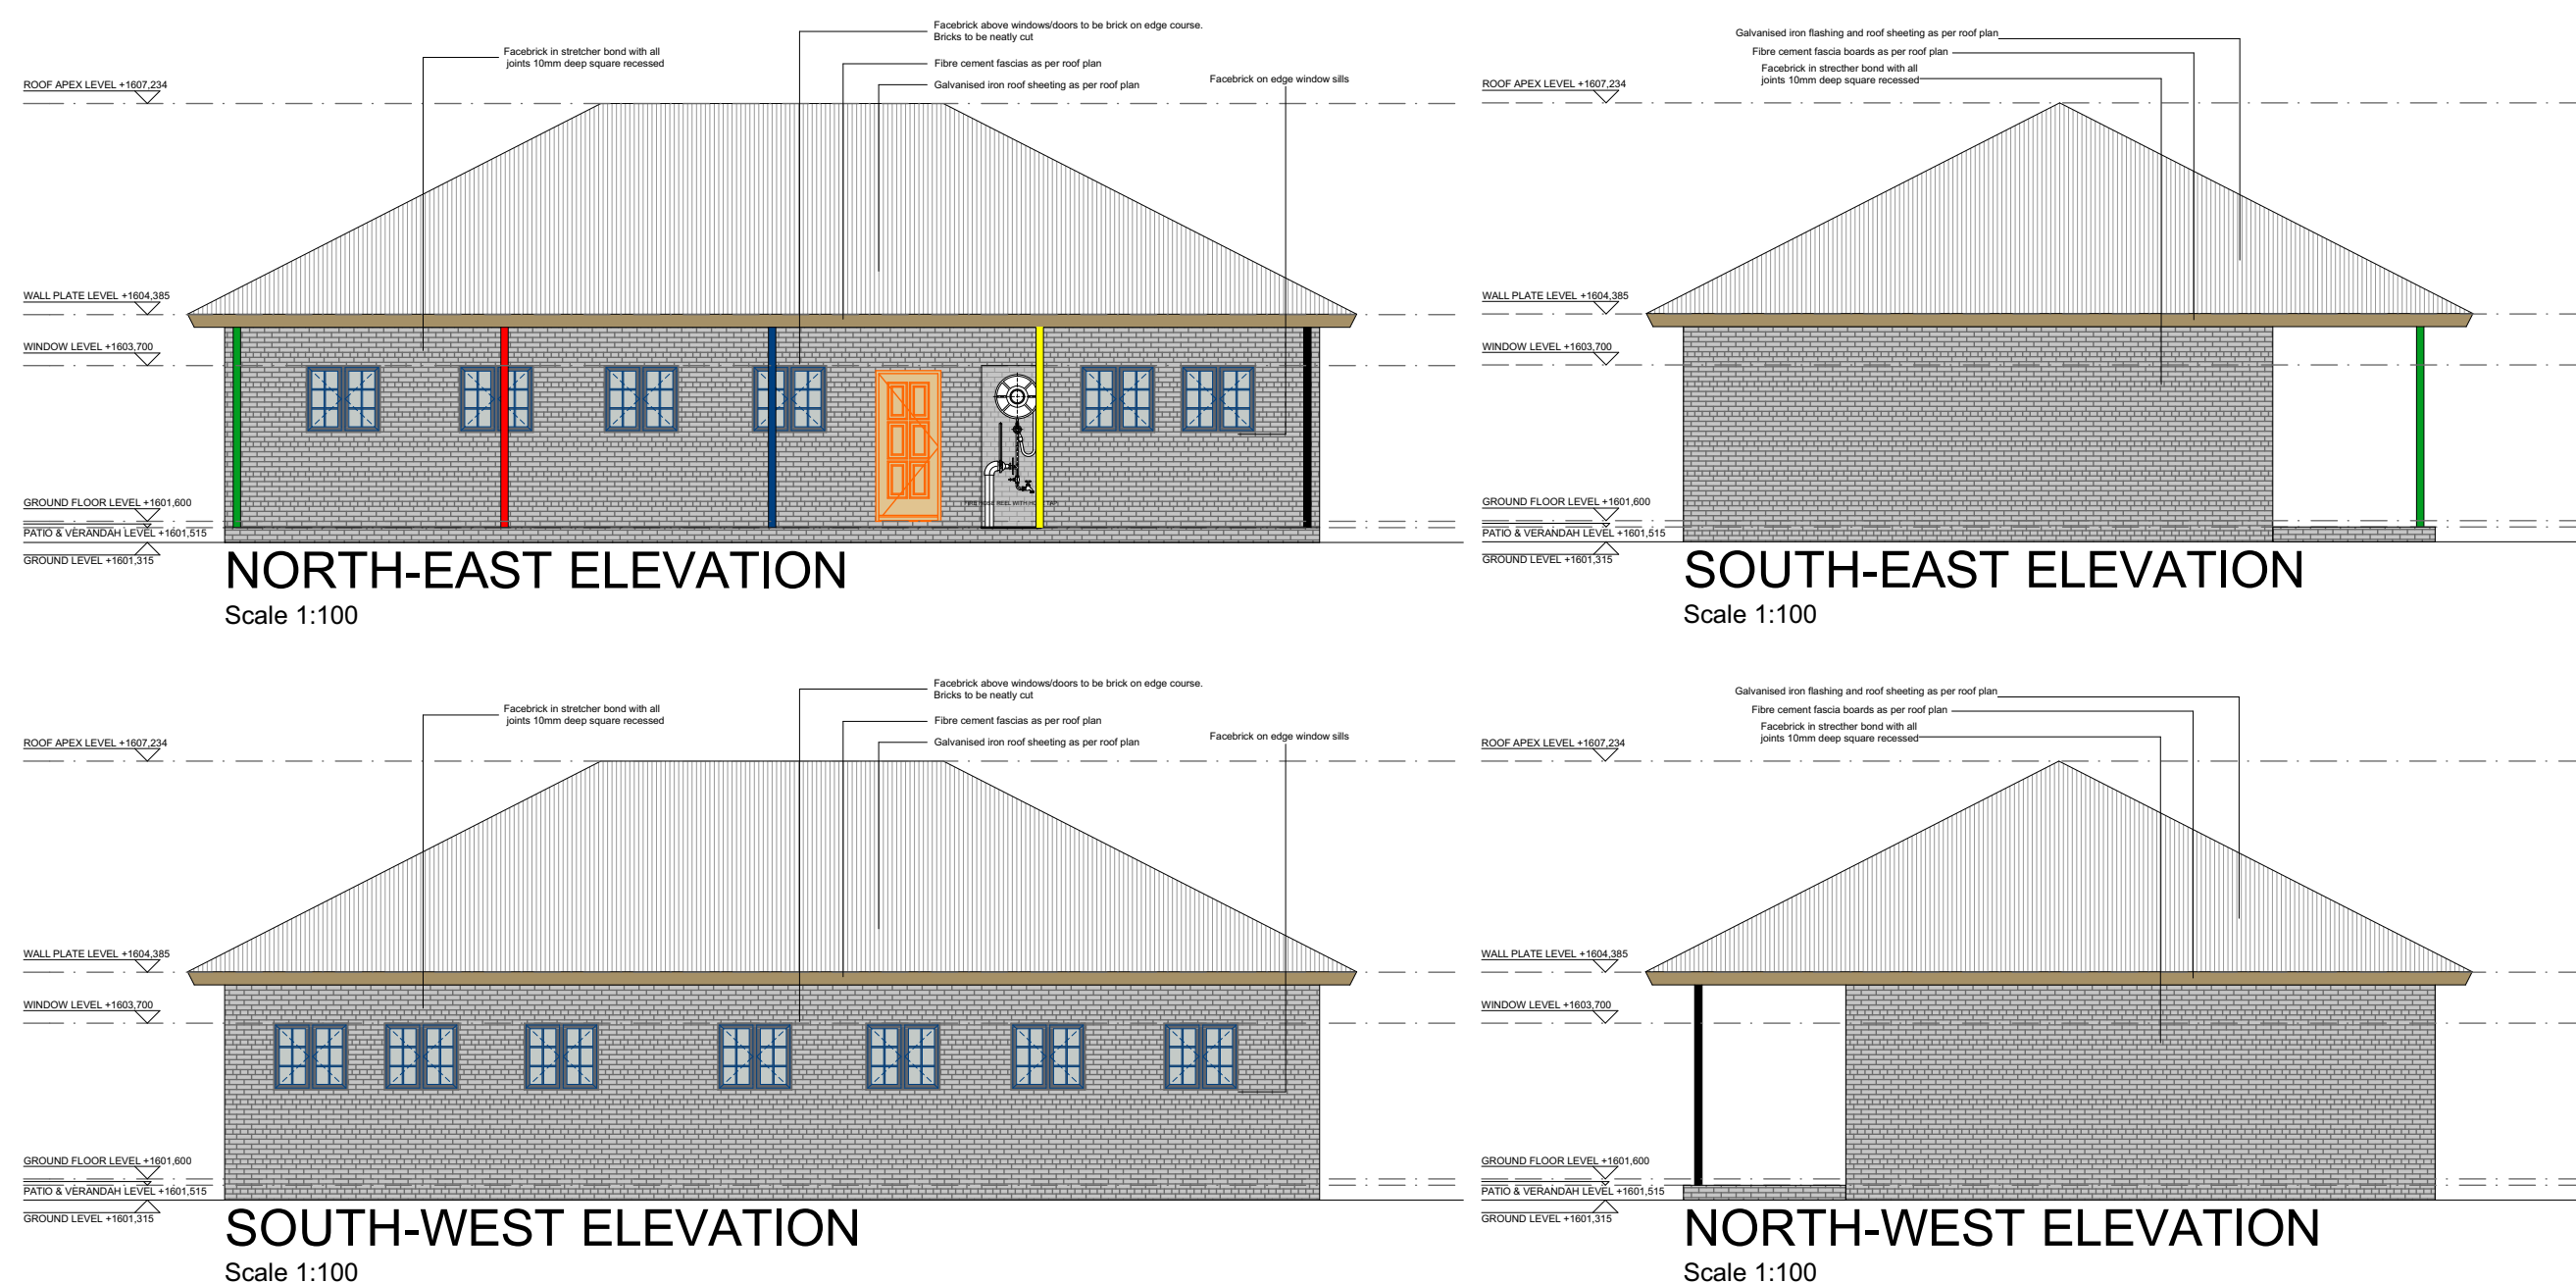 Facebrick above windows/doors to be brick on edge course.
Bricks to be neatly cut
Facebrick in stretcher bond with all
joints 10mm deep square recessed
Fibre cement fascias as per roof plan
Galvanised iron roof sheeting as per roof plan
Facebrick on edge window sills
ROOF APEX LEVEL +1607,234
WALL PLATE LEVEL +1604,385
WINDOW LEVEL +1603,700
GROUND FLOOR LEVEL +1601,600
PATIO & VERANDAH LEVEL +1601,515
GROUND LEVEL +1601,315
NORTH-EAST ELEVATION
Scale 1:100
Galvanised iron flashing and roof sheeting as per roof plan
Fibre cement fascia boards as per roof plan
Facebrick in strecther bond with all
joints 10mm deep square recessed
ROOF APEX LEVEL +1607,234
WALL PLATE LEVEL +1604,385
WINDOW LEVEL +1603,700
GROUND FLOOR LEVEL +1601,600
PATIO & VERANDAH LEVEL +1601,515
GROUND LEVEL +1601,315
SOUTH-EAST ELEVATION
Scale 1:100
Facebrick above windows/doors to be brick on edge course.
Bricks to be neatly cut
Facebrick in stretcher bond with all
joints 10mm deep square recessed
Fibre cement fascias as per roof plan
Galvanised iron roof sheeting as per roof plan
Facebrick on edge window sills
ROOF APEX LEVEL +1607,234
WALL PLATE LEVEL +1604,385
WINDOW LEVEL +1603,700
GROUND FLOOR LEVEL +1601,600
PATIO & VERANDAH LEVEL +1601,515
GROUND LEVEL +1601,315
SOUTH-WEST ELEVATION
Scale 1:100
Galvanised iron flashing and roof sheeting as per roof plan
Fibre cement fascia boards as per roof plan
Facebrick in strecther bond with all
joints 10mm deep square recessed
ROOF APEX LEVEL +1607,234
WALL PLATE LEVEL +1604,385
WINDOW LEVEL +1603,700
GROUND FLOOR LEVEL +1601,600
PATIO & VERANDAH LEVEL +1601,515
GROUND LEVEL +1601,315
NORTH-WEST ELEVATION
Scale 1:100